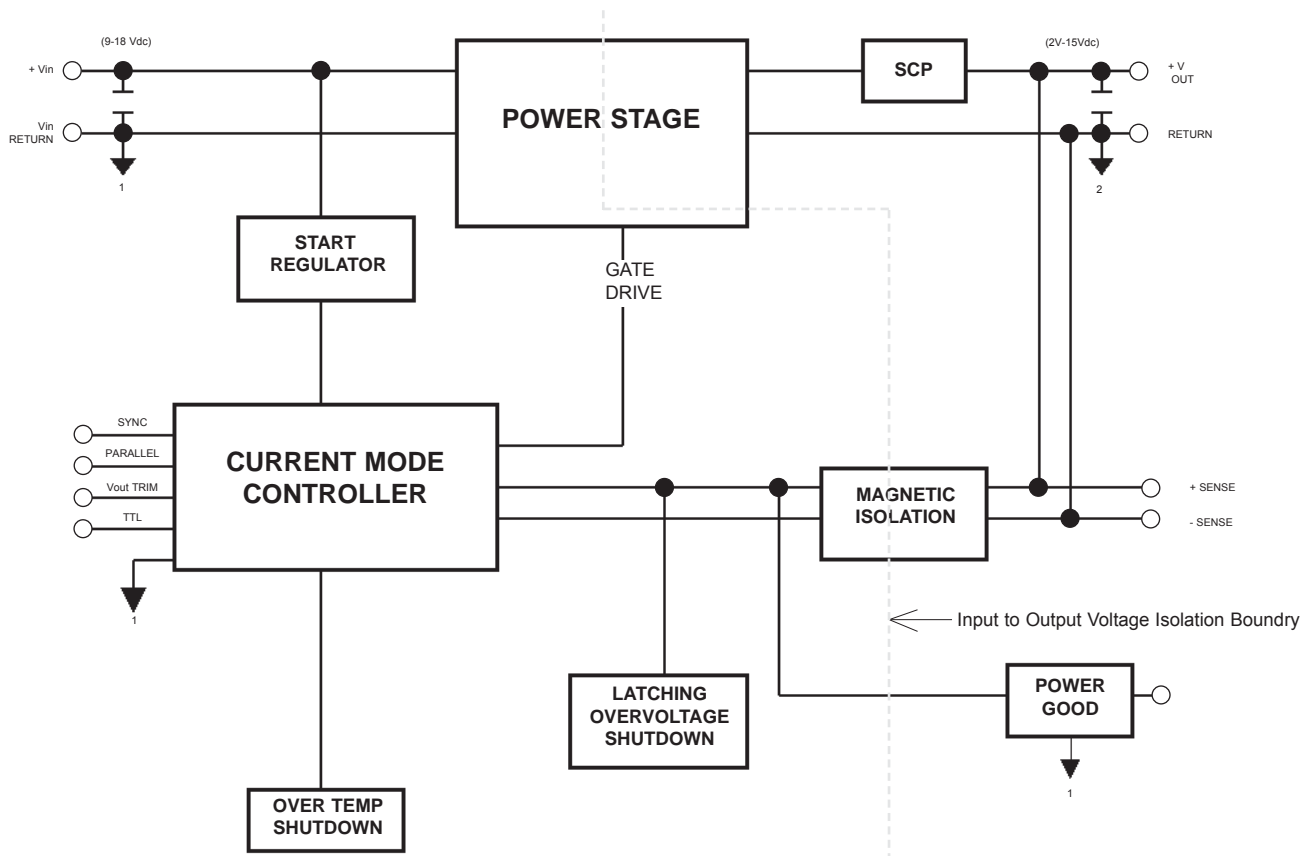 (9-18 Vdc)
(2V-15Vdc)
+ Vin
SCP
+ V
OUT
POWER STAGE
Vin
RETURN
RETURN
1
2
START
REGULATOR
GATE
DRIVE
SYNC
PARALLEL
Vout TRIM
TTL
CURRENT MODE
CONTROLLER
MAGNETIC
ISOLATION
+ SENSE
- SENSE
1
Input to Output Voltage Isolation Boundry
LATCHING
OVERVOLTAGE
SHUTDOWN
POWER
GOOD
1
OVER TEMP
SHUTDOWN